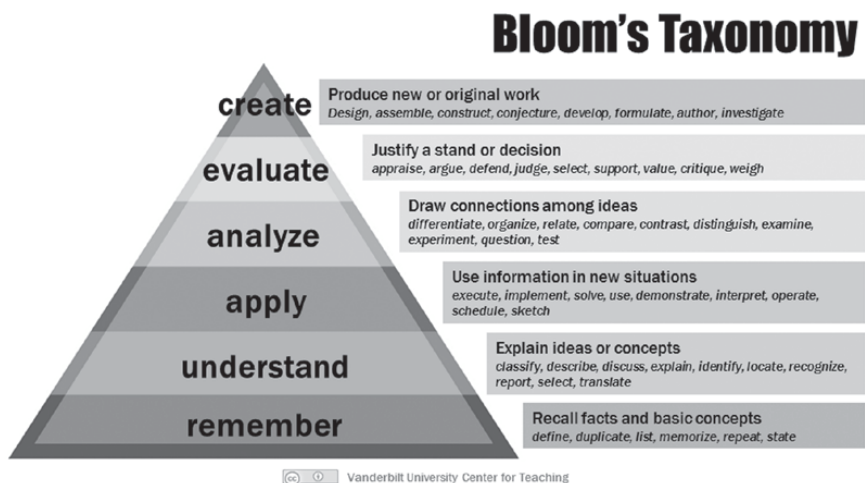 Bloom's Taxonomy
create
Produce new or original work
Design, assemble, construct, conjecture, develop, formulate, author, investigate
evaluate
Justify a stand or decision
appraise, argue, defend, judge, select, support, value, critique, weigh
analyze
Draw connections among ideas
differentiate, organize, relate, compare, contrast, distinguish, examine,
experiment, question, test
apply
Use information in new situations
execute, implement, solve, use, demonstrate, interpret, operate,
schedule, sketch
understand
Explain ideas or concepts
classify, describe, discuss, explain, identify, locate, recognize,
report, select, translate
remember
Recall facts and basic concepts
define, duplicate, list, memorize, repeat, state
cc
Vanderbilt University Center for Teaching